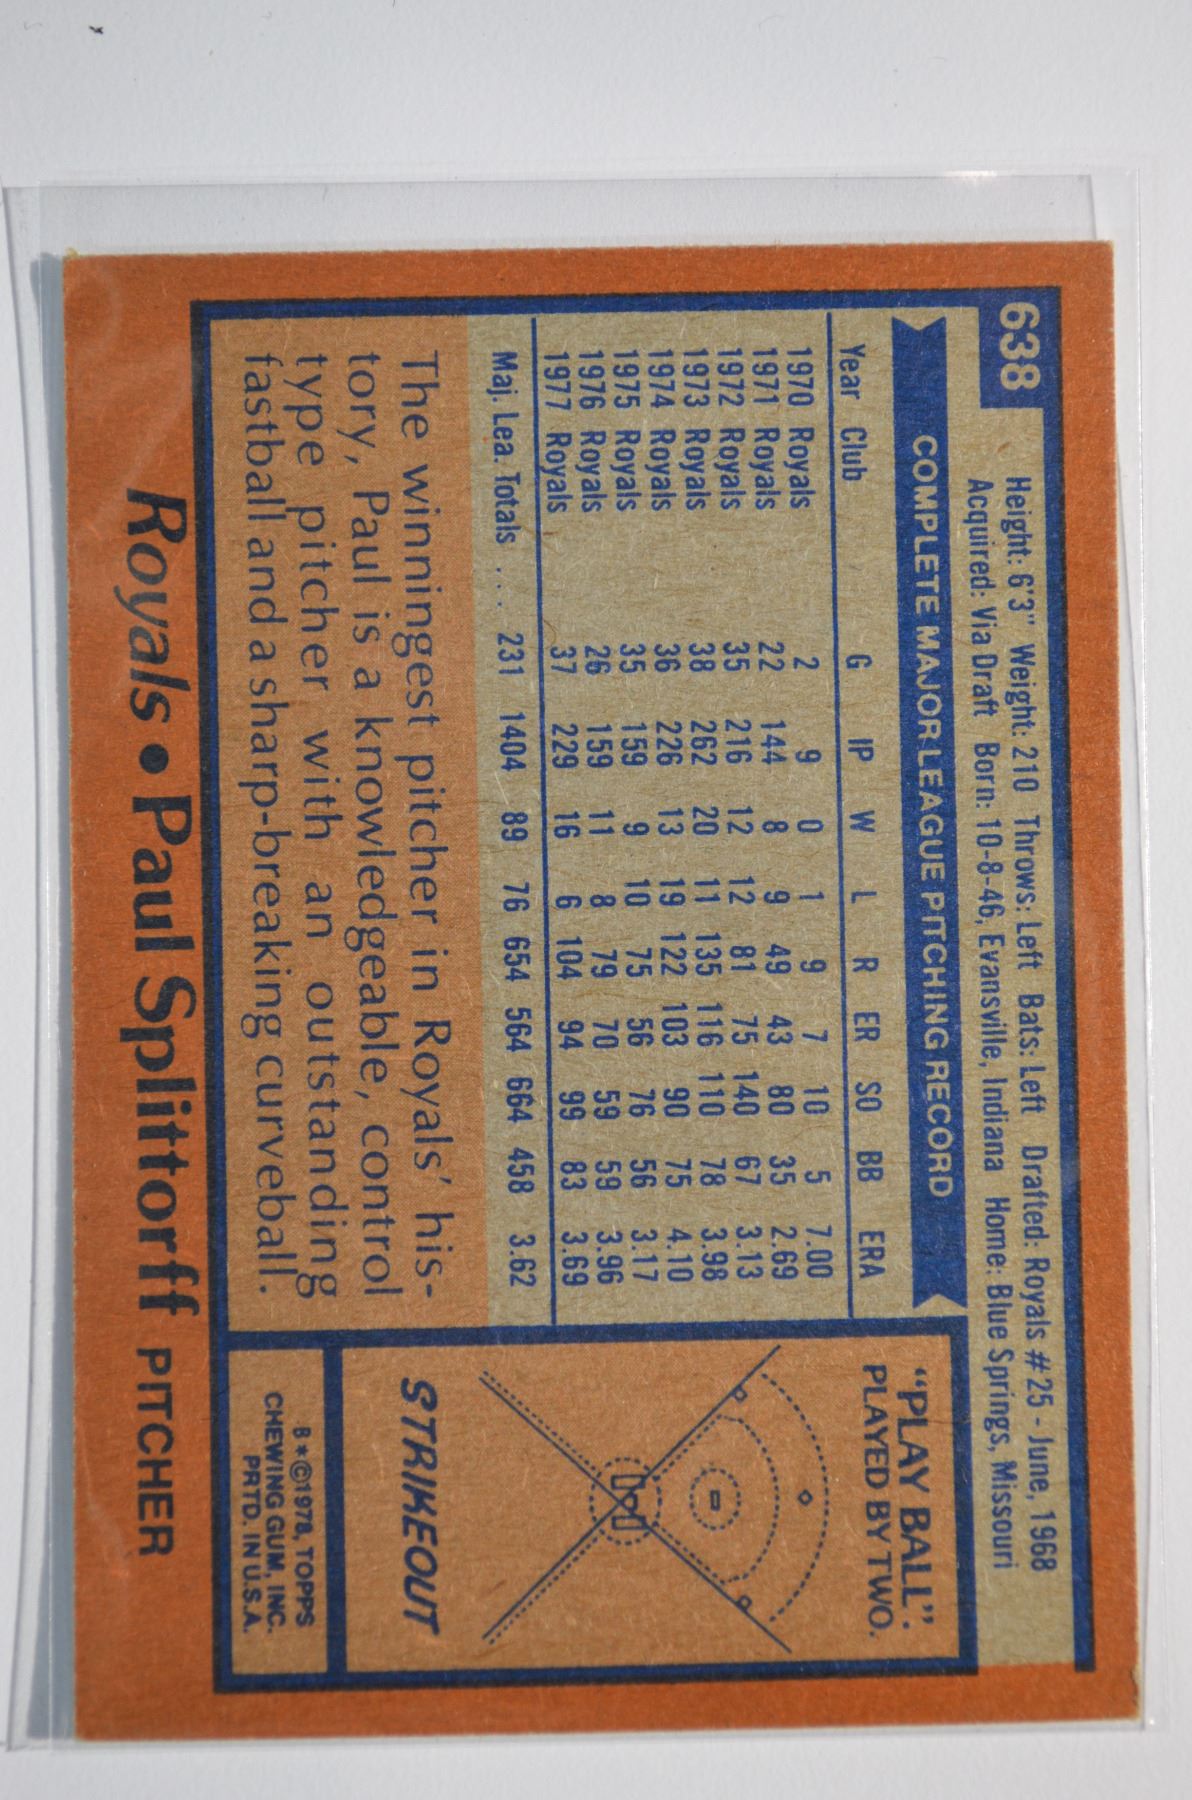 638
Height: 6'3" Weight: 210 Throws: Left Bats: Left Drafted: Royals #25 - June, 1968
Acquired: Via Draft Born: 10-8-46, Evansville, Indiana Home: Blue Springs, Missouri
COMPLETE MAJOR LEAGUE PITCHING RECORD
Year Club G IP W L R ER SO BB ERA
1970 Royals 2 9 0 1 9 7 10 5 7.00
1971 Royals 22 144 8 9 49 43 80 35 2.69
1972 Royals 35 216 12 12 81 75 140 67 3.13
1973 Royals 38 262 20 11 135 116 110 78 3.98
1974 Royals 36 226 13 19 122 103 90 75 4.10
1975 Royals 35 159 9 10 75 56 76 56 3.17
1976 Royals 26 159 11 8 79 70 59 59 3.96
1977 Royals 37 229 16 6 104 94 99 83 3.69
Maj. Lea. Totals ... 231 1404 89 76 654 564 664 458 3.62
The winningest pitcher in Royals' his-
tory, Paul is a knowledgeable, control
type pitcher with an outstanding
fastball and a sharp-breaking curveball.
"PLAY BALL":
PLAYED BY TWO.
STRIKEOUT
B*©1978, TOPPS
CHEWING GUM, INC.
PRTD. IN U.S.A.
Royals • Paul Splittorff PITCHER